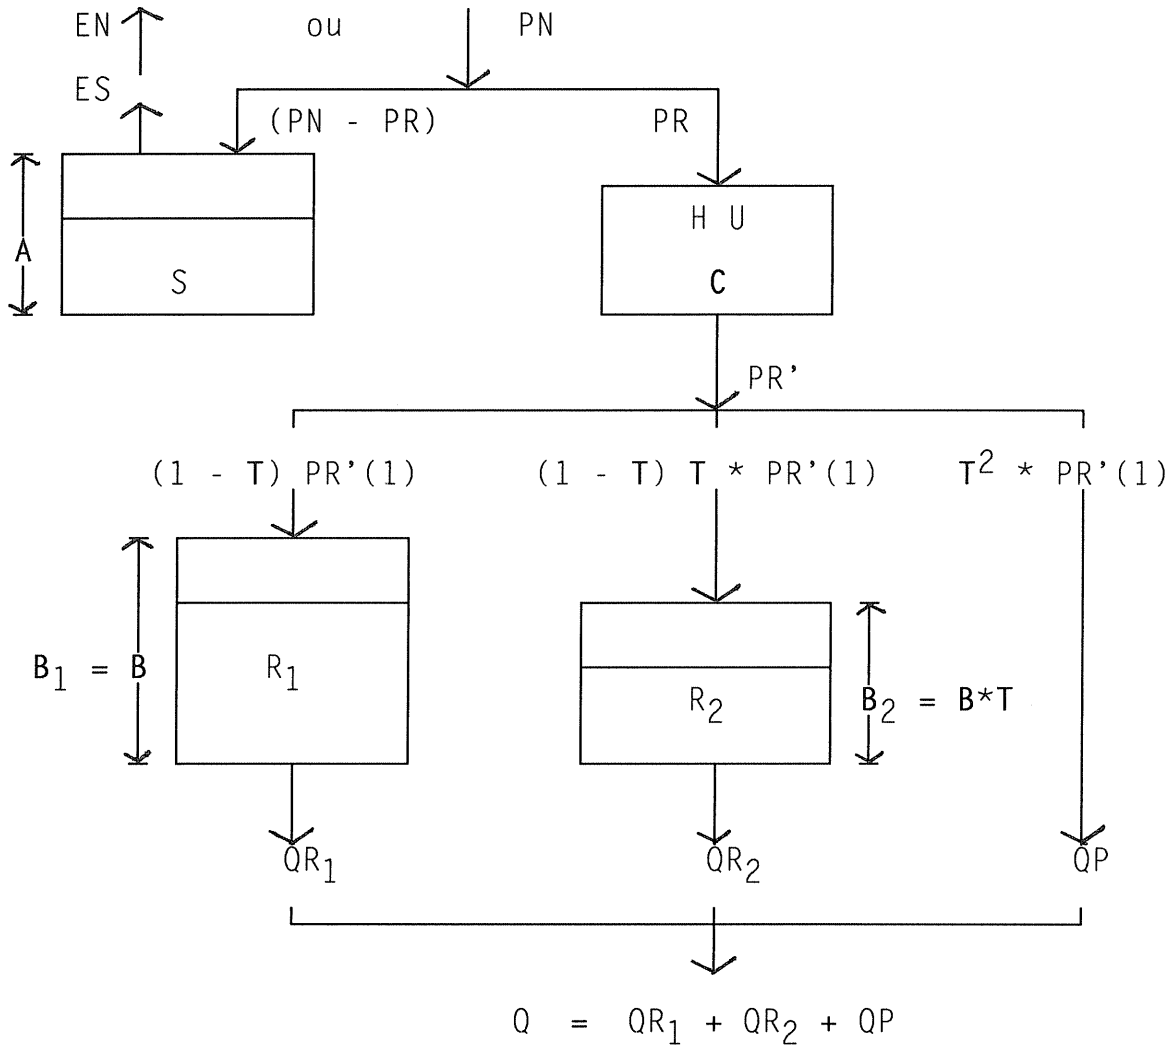 EN ou PN
ES
(PN - PR) PR
H U
A
S C
PR'
(1 - T) PR'(1) (1 - T) T * PR'(1) T² * PR'(1)
B₁ = B R₁
R₂ B₂ = B*T
QR₁ QR₂ QP
Q = QR₁ + QR₂ + QP